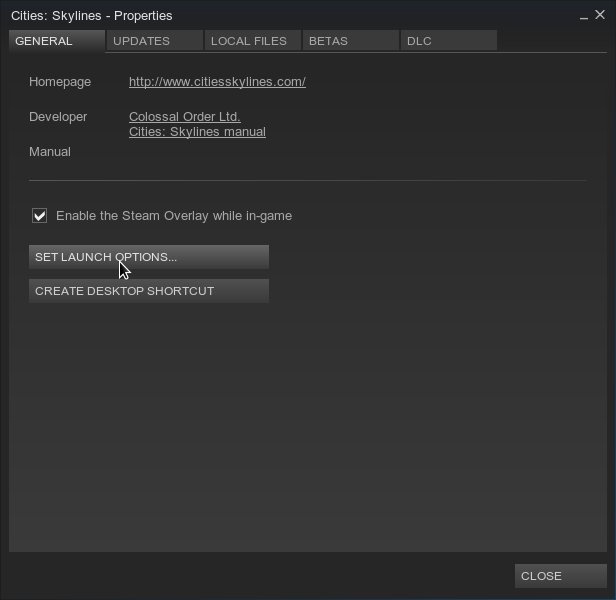 Cities: Skylines - Properties
GENERAL UPDATES LOCAL FILES BETAS DLC
Homepage http://www.citiesskylines.com/
Developer Colossal Order Ltd.
Cities: Skylines manual
Manual
Enable the Steam Overlay while in-game
SET LAUNCH OPTIONS...
CREATE DESKTOP SHORTCUT
CLOSE